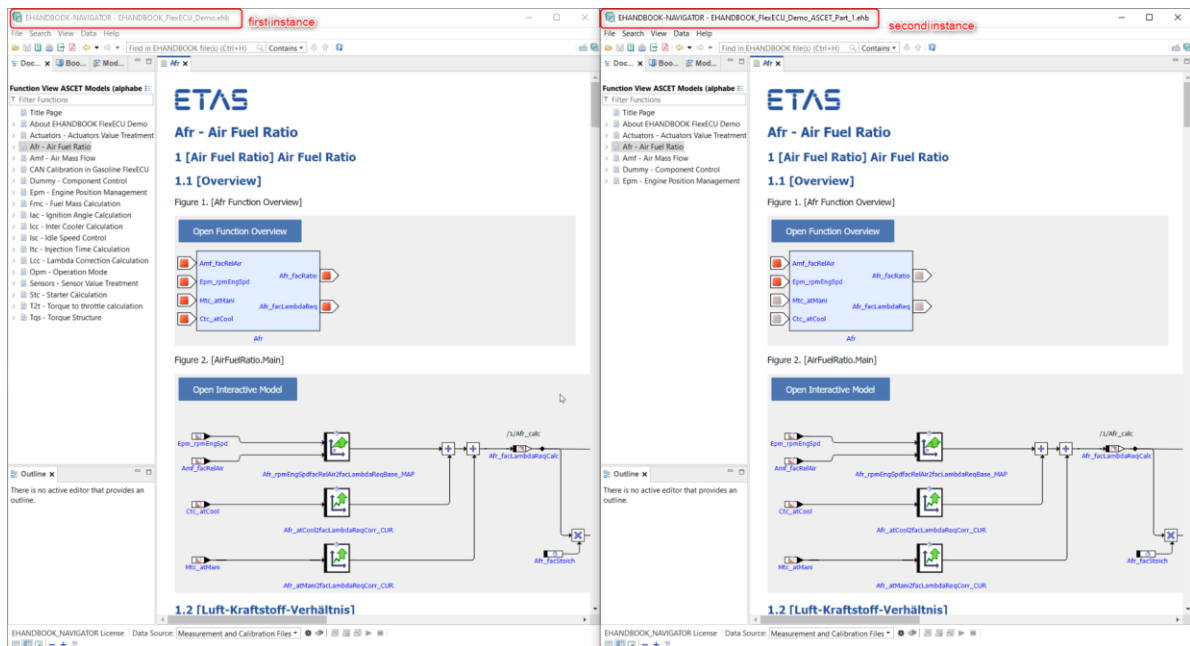 EHANDBOOK-NAVIGATOR - EHANDBOOK_FlexECU_Demo.ehb
first instance
File Search View Data Help
Find in EHANDBOOK file(s) (Ctrl+H)
Contains
Doc...
Boo...
Mod...
Afr
Function View ASCET Models (alphabe
Filter Functions
Title Page
About EHANDBOOK FlexECU Demo
Actuators - Actuators Value Treatment
Afr - Air Fuel Ratio
Amf - Air Mass Flow
CAN Calibration in Gasoline FlexECU
Dummy - Component Control
Epm - Engine Position Management
Fmc - Fuel Mass Calculation
Iac - Ignition Angle Calculation
Icc - Inter Cooler Calculation
Isc - Idle Speed Control
Itc - Injection Time Calculation
Lcc - Lambda Correction Calculation
Opm - Operation Mode
Sensors - Sensor Value Treatment
Stc - Starter Calculation
T2t - Torque to throttle calculation
Tqs - Torque Structure
Outline
There is no active editor that provides an
outline.
ETAS
Afr - Air Fuel Ratio
1 [Air Fuel Ratio] Air Fuel Ratio
1.1 [Overview]
Figure 1. [Afr Function Overview]
Open Function Overview
Amf_facRelAir
Epm_rpmEngSpd
Mtc_atMani
Ctc_atCool
Afr_facRatio
Afr_facLambdaReq
Afr
Figure 2. [AirFuelRatio.Main]
Open Interactive Model
Epm_rpmEngSpd
Amf_facRelAir
Afr_rpmEngSpdfacRelAir2facLambdaReqBase_MAP
/1/Afr_calc
Afr_facLambdaReqCalc
Ctc_atCool
Afr_atCool2facLambdaReqCorr_CUR
Mtc_atMani
Afr_atMani2facLambdaReqCorr_CUR
Afr_facStoich
1.2 [Luft-Kraftstoff-Verhältnis]
EHANDBOOK_NAVIGATOR License
Data Source: Measurement and Calibration Files
EHANDBOOK-NAVIGATOR - EHANDBOOK_FlexECU_Demo_ASCET_Part_1.ehb
second instance
File Search View Data Help
Find in EHANDBOOK file(s) (Ctrl+H)
Contains
Doc...
Boo...
Mod...
Afr
Function View ASCET Models (alphabe
Filter Functions
Title Page
About EHANDBOOK FlexECU Demo
Actuators - Actuators Value Treatment
Afr - Air Fuel Ratio
Amf - Air Mass Flow
Dummy - Component Control
Epm - Engine Position Management
Outline
There is no active editor that provides an
outline.
ETAS
Afr - Air Fuel Ratio
1 [Air Fuel Ratio] Air Fuel Ratio
1.1 [Overview]
Figure 1. [Afr Function Overview]
Open Function Overview
Amf_facRelAir
Epm_rpmEngSpd
Mtc_atMani
Ctc_atCool
Afr_facRatio
Afr_facLambdaReq
Afr
Figure 2. [AirFuelRatio.Main]
Open Interactive Model
Epm_rpmEngSpd
Amf_facRelAir
Afr_rpmEngSpdfacRelAir2facLambdaReqBase_MAP
/1/Afr_calc
Afr_facLambdaReqCalc
Ctc_atCool
Afr_atCool2facLambdaReqCorr_CUR
Mtc_atMani
Afr_atMani2facLambdaReqCorr_CUR
Afr_facStoich
1.2 [Luft-Kraftstoff-Verhältnis]
EHANDBOOK_NAVIGATOR License
Data Source: Measurement and Calibration Files